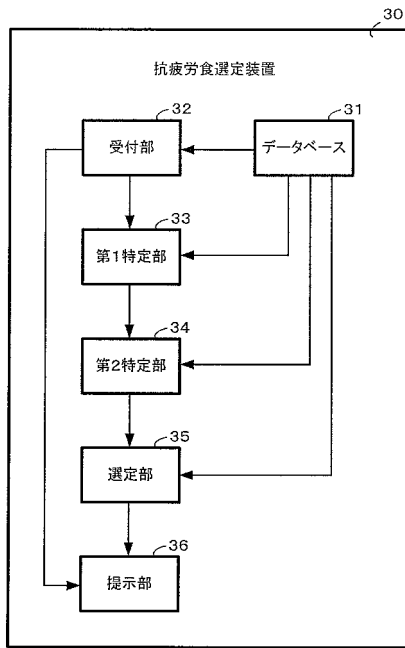 30
抗疲労食選定装置
32
受付部
31
データベース
33
第1特定部
34
第2特定部
35
選定部
36
提示部